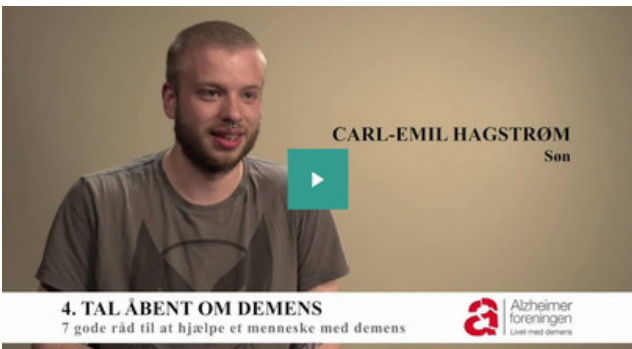 CARL-EMIL HAGSTRØM
Søn
4. TAL ÅBENT OM DEMENS
7 gode råd til at hjælpe et menneske med demens
a
Alzheimer
foreningen
Livet med demens